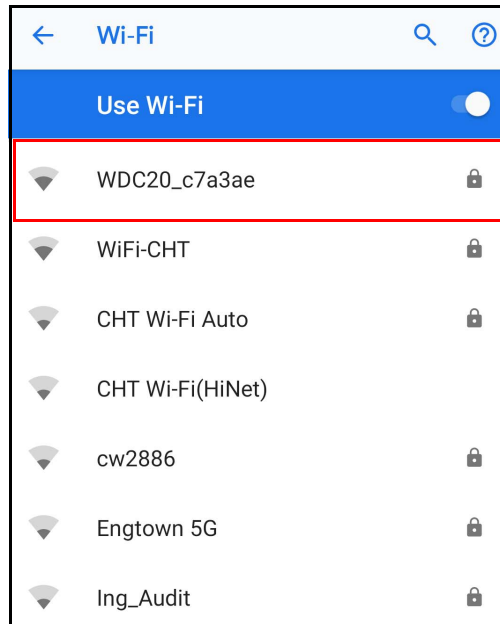 Wi-Fi
Use Wi-Fi
WDC20_c7a3ae
WiFi-CHT
CHT Wi-Fi Auto
CHT Wi-Fi(HiNet)
cw2886
Engtown 5G
Ing_Audit